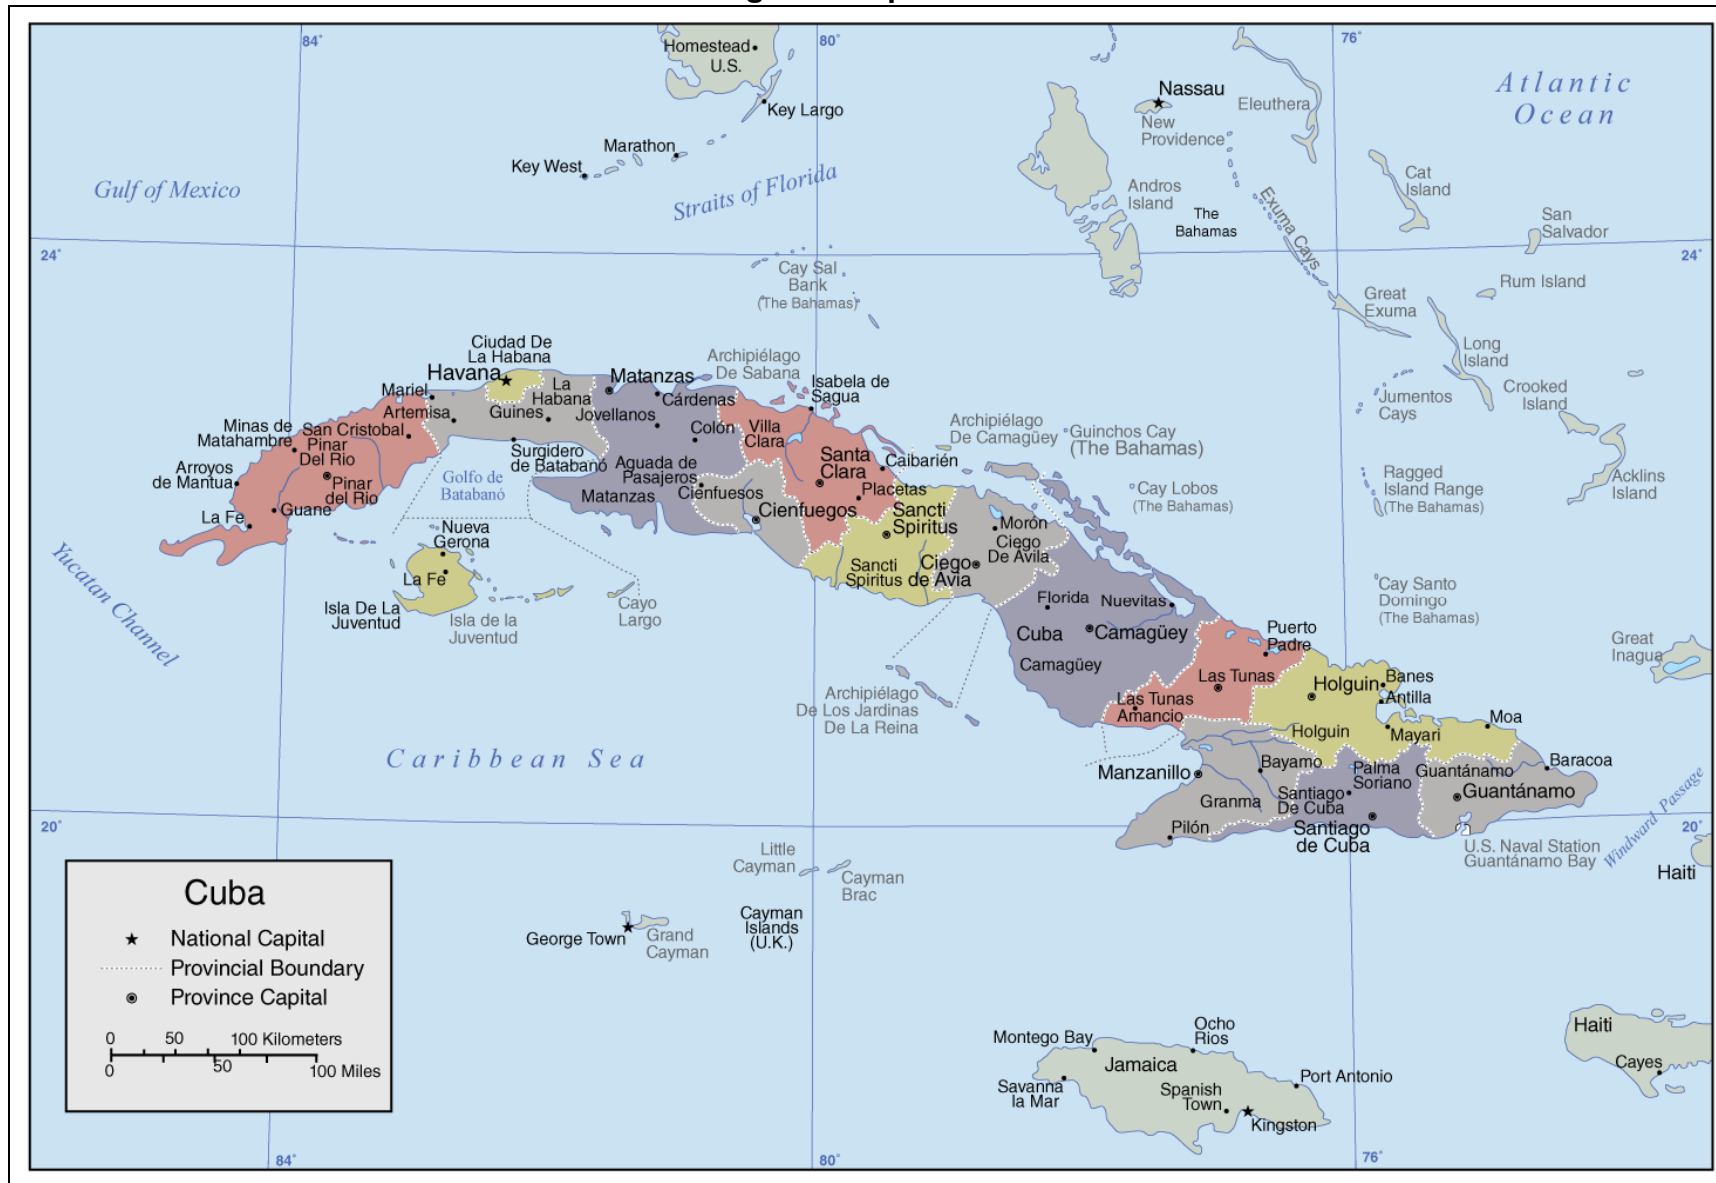 84°
80°
76°
Homestead
U.S.
Key Largo
Marathon
Key West
Gulf of Mexico
Straits of Florida
Nassau
New
Providence
Eleuthera
Atlantic
Ocean
Andros
Island
The
Bahamas
Exuma Cays
Cat
Island
San
Salvador
24°
24°
Cay Sal
Bank
(The Bahamas)
Great
Exuma
Rum Island
Long
Island
Crooked
Island
Jumentos
Cays
Acklins
Island
Ragged
Island Range
(The Bahamas)
Archipiélago
De Sabana
Archipiélago
De Camagüey
Guinchos Cay
(The Bahamas)
Cay Lobos
(The Bahamas)
Cay Santo
Domingo
(The Bahamas)
Great
Inagua
Ciudad De
La Habana
Havana
Mariel
Artemisa
La
Habana
Guines
Matanzas
Cárdenas
Jovellanos
Colón
Isabela de
Sagua
Minas de
Matahambre
San Cristobal
Pinar
Del Rio
Arroyos
de Mantua
Pinar
del Rio
La Fe
Guane
Surgidero
de Batabanó
Golfo de
Batabanó
Aguada de
Pasajeros
Matanzas
Cienfuesos
Cienfuegos
Villa
Clara
Santa
Clara
Caibarién
Placetas
Sancti
Spiritus
Sancti
Spiritus
Ciego
de Avia
Morón
Ciego
De Avila
Nueva
Gerona
La Fe
Isla De La
Juventud
Isla de la
Juventud
Cayo
Largo
Yucatan Channel
Florida
Nuevitas
Cuba
Camagüey
Camagüey
Puerto
Padre
Las Tunas
Las Tunas
Amancio
Archipiélago
De Los Jardinas
De La Reina
Holguin
Banes
Antilla
Holguin
Mayari
Moa
Baracoa
Caribbean Sea
Manzanillo
Bayamo
Palma
Soriano
Guantánamo
Guantánamo
Granma
Santiago
De Cuba
Pilón
Santiago
de Cuba
U.S. Naval Station
Guantánamo Bay
Windward Passage
20°
20°
Haiti
Little
Cayman
Cayman
Brac
Cayman
Islands
(U.K.)
George Town
Grand
Cayman
Cuba
National Capital
Provincial Boundary
Province Capital
0 50 100 Kilometers
0 50 100 Miles
Montego Bay
Ocho
Rios
Jamaica
Savanna
la Mar
Spanish
Town
Port Antonio
Kingston
Haiti
Cayes
84°
80°
76°